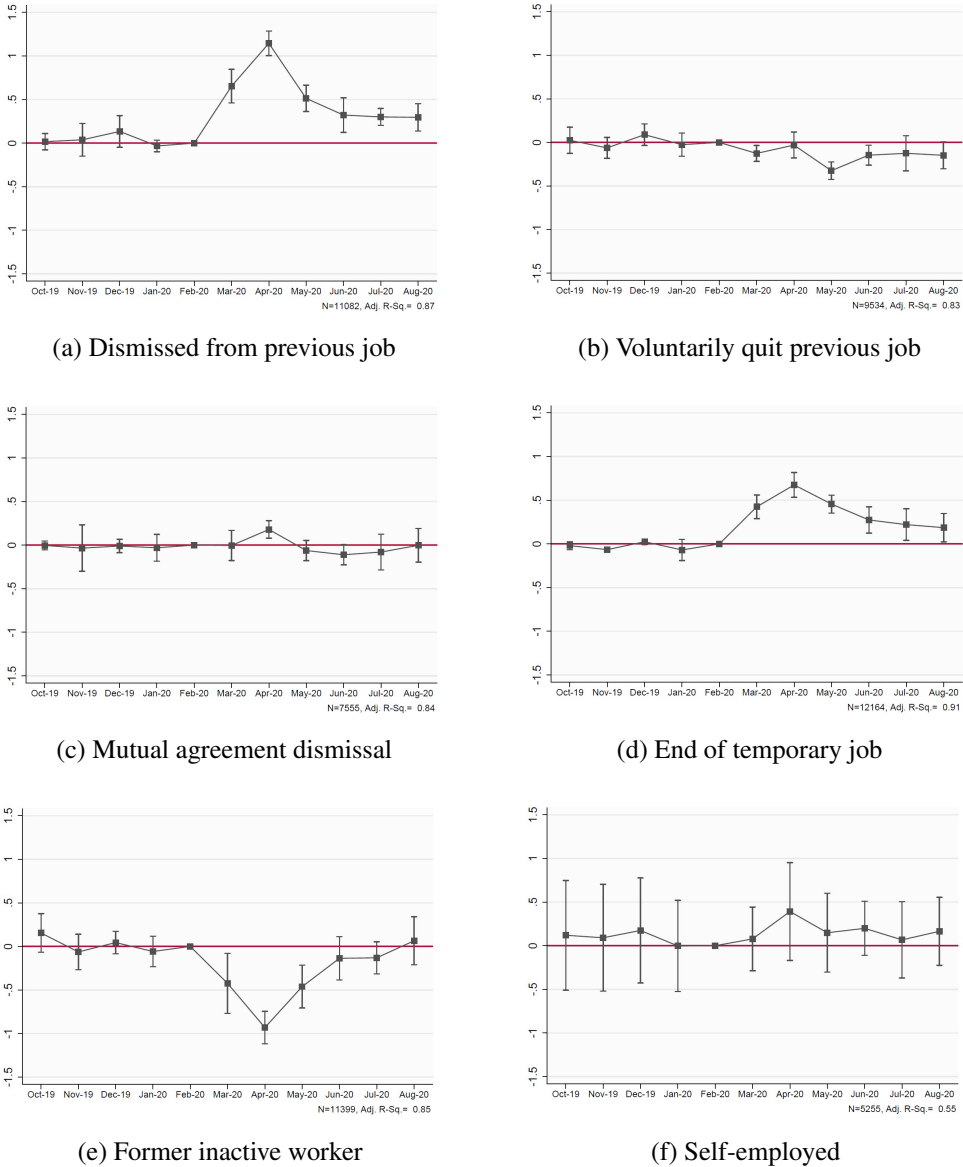 1.5
1
.5
0
-.5
-1
-1.5
Oct-19 Nov-19 Dec-19 Jan-20 Feb-20 Mar-20 Apr-20 May-20 Jun-20 Jul-20 Aug-20
N=11082, Adj. R-Sq.= 0.87
(a) Dismissed from previous job
1.5
1
.5
0
-.5
-1
-1.5
Oct-19 Nov-19 Dec-19 Jan-20 Feb-20 Mar-20 Apr-20 May-20 Jun-20 Jul-20 Aug-20
N=9534, Adj. R-Sq.= 0.83
(b) Voluntarily quit previous job
1.5
1
.5
0
-.5
-1
-1.5
Oct-19 Nov-19 Dec-19 Jan-20 Feb-20 Mar-20 Apr-20 May-20 Jun-20 Jul-20 Aug-20
N=7555, Adj. R-Sq.= 0.84
(c) Mutual agreement dismissal
1.5
1
.5
0
-.5
-1
-1.5
Oct-19 Nov-19 Dec-19 Jan-20 Feb-20 Mar-20 Apr-20 May-20 Jun-20 Jul-20 Aug-20
N=12164, Adj. R-Sq.= 0.91
(d) End of temporary job
1.5
1
.5
0
-.5
-1
-1.5
Oct-19 Nov-19 Dec-19 Jan-20 Feb-20 Mar-20 Apr-20 May-20 Jun-20 Jul-20 Aug-20
N=11399, Adj. R-Sq.= 0.85
(e) Former inactive worker
1.5
1
.5
0
-.5
-1
-1.5
Oct-19 Nov-19 Dec-19 Jan-20 Feb-20 Mar-20 Apr-20 May-20 Jun-20 Jul-20 Aug-20
N=5255, Adj. R-Sq.= 0.55
(f) Self-employed